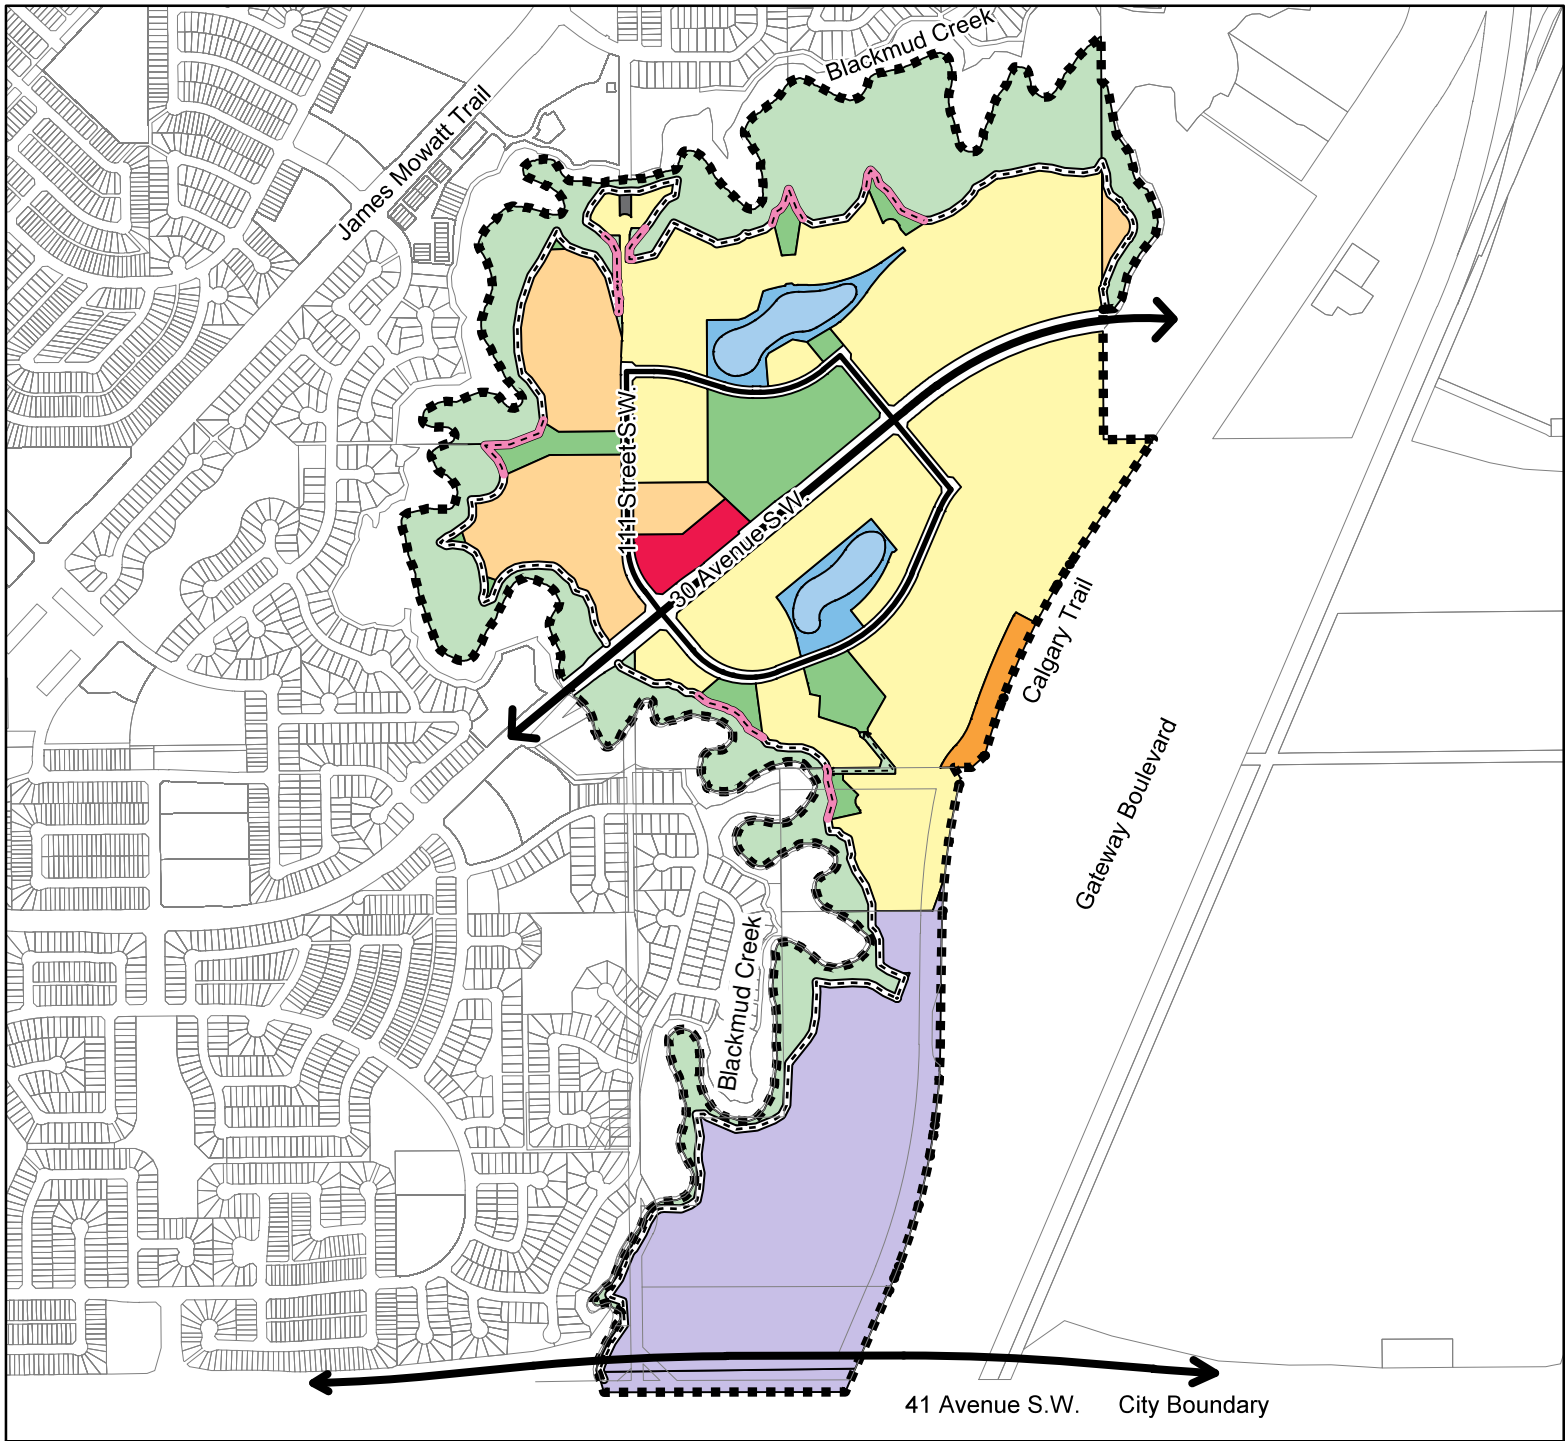 Blackmud Creek
James Mowatt Trail
111 Street S.W.
30 Avenue S.W.
Calgary Trail
Gateway Boulevard
Blackmud Creek
41 Avenue S.W.
City Boundary